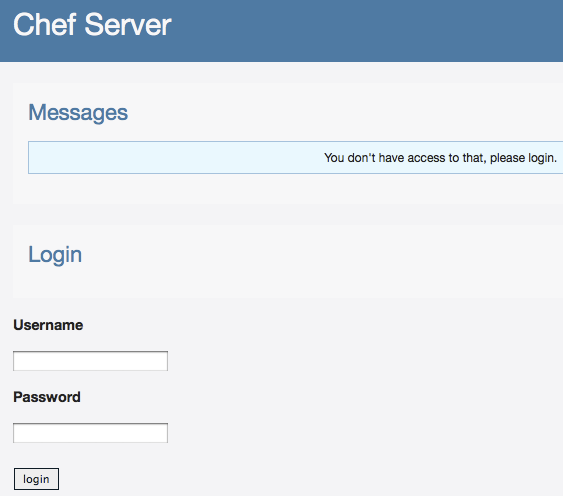 Chef Server
Messages
You don't have access to that, please login.
Login
Username
Password
login